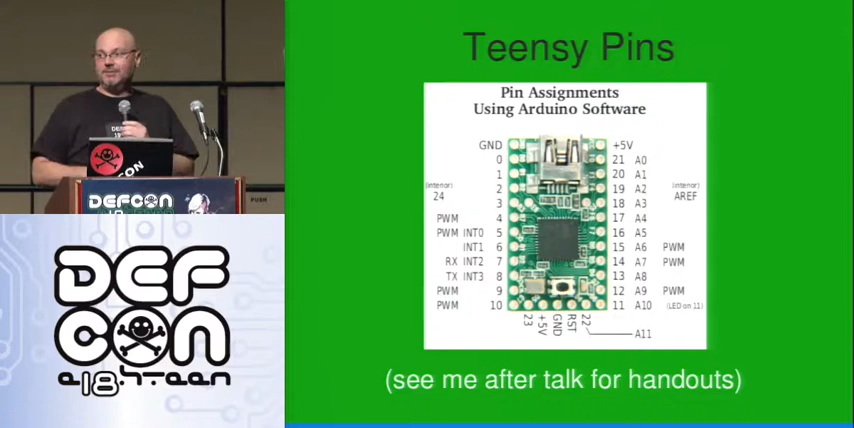 Teensy Pins
Pin Assignments
Using Arduino Software
GND +5V
0 21 A0
1 20 A1
(interior) 2 19 A2 (interior)
24 3 18 A3 AREF
PWM 4 17 A4
PWM INT0 5 16 A5
INT1 6 15 A6 PWM
RX INT2 7 14 A7 PWM
TX INT3 8 13 A8
PWM 9 12 A9 PWM
PWM 10 11 A10 (LED on 11)
23 +5V GND RST 22
A11
(see me after talk for handouts)
DEFCON
PUSH
DEF
CON
e18hteen